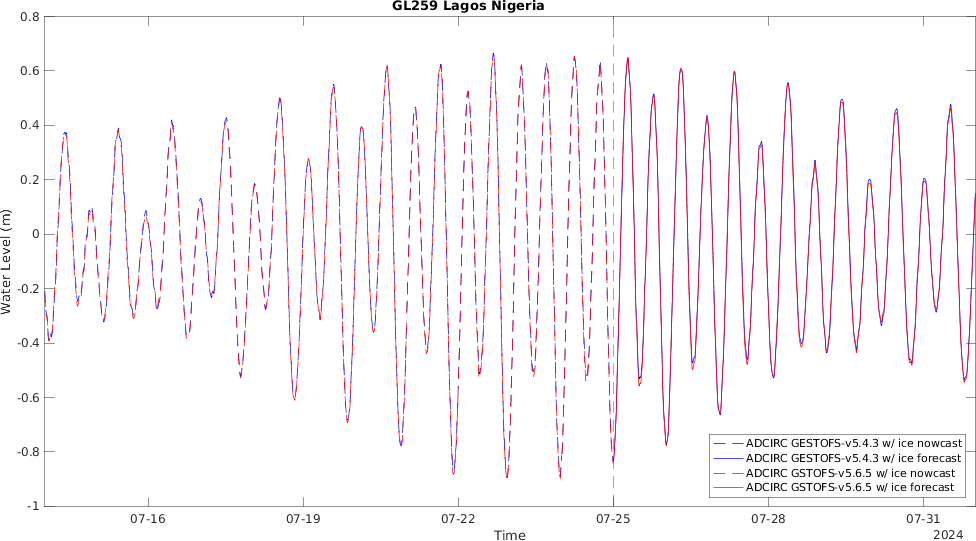 GL259 Lagos Nigeria
0.8
0.6
0.4
0.2
0
-0.2
-0.4
-0.6
-0.8
-1
Water Level (m)
ADCIRC GESTOFS-v5.4.3 w/ ice nowcast
ADCIRC GESTOFS-v5.4.3 w/ ice forecast
ADCIRC GSTOFS-v5.6.5 w/ ice nowcast
ADCIRC GSTOFS-v5.6.5 w/ ice forecast
07-16 07-19 07-22 07-25 07-28 07-31
Time
2024